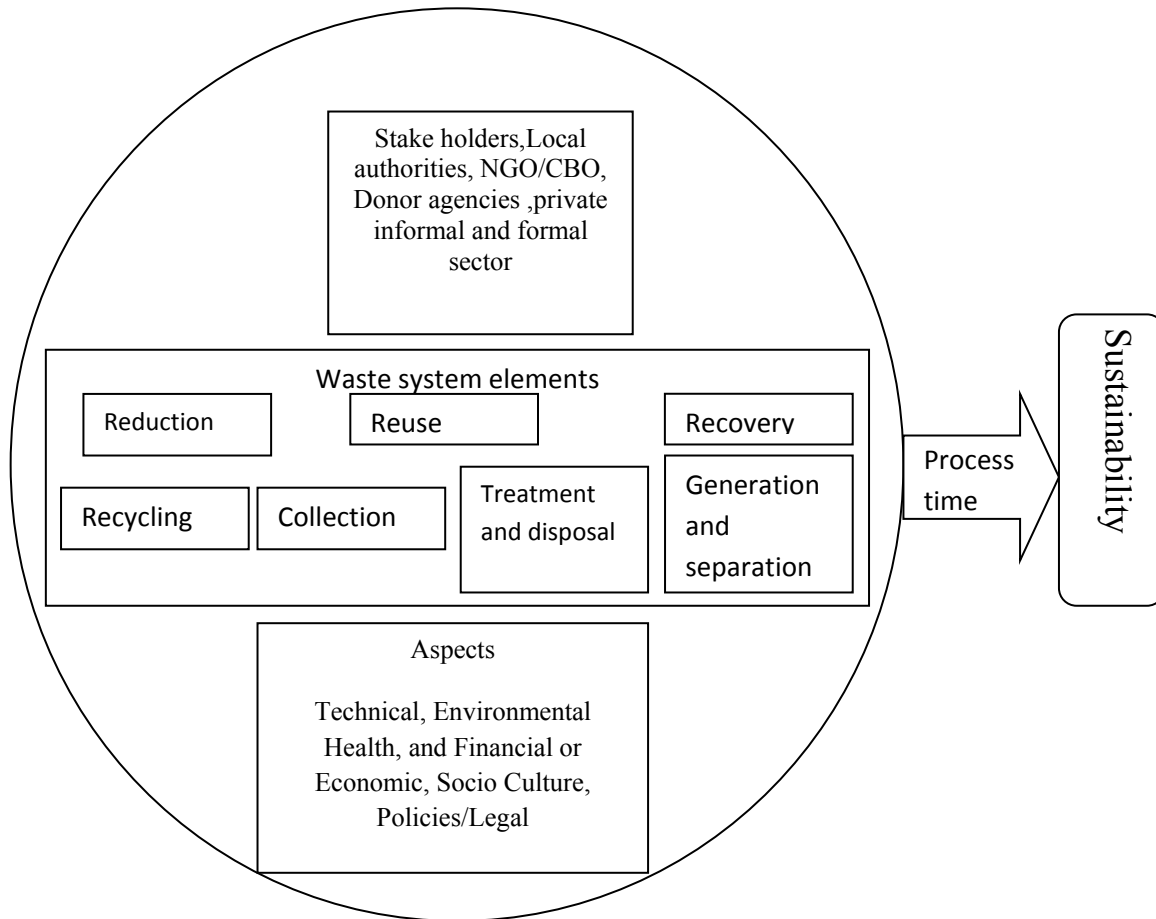 Stake holders,Local
authorities, NGO/CBO,
Donor agencies ,private
informal and formal
sector
Waste system elements
Reduction
Reuse
Recovery
Recycling
Collection
Treatment
and disposal
Generation
and
separation
Aspects
Technical, Environmental
Health, and Financial or
Economic, Socio Culture,
Policies/Legal
Process
time
Sustainability